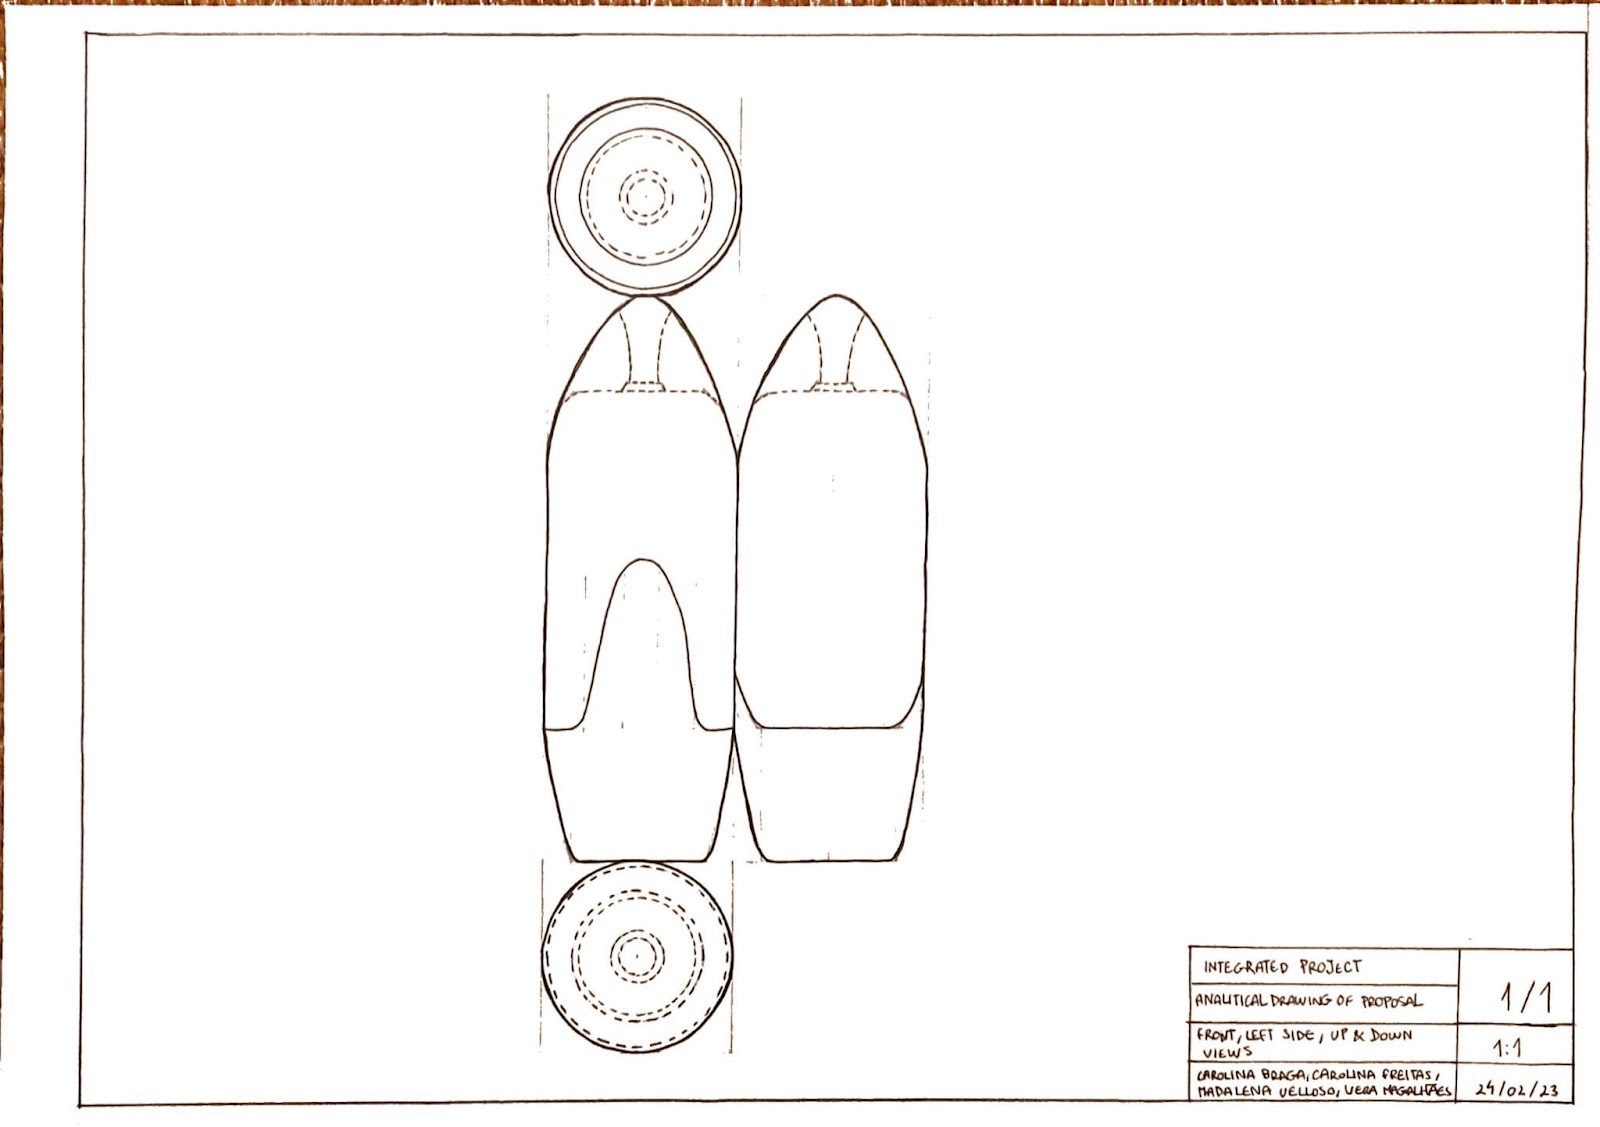 INTEGRATED PROJECT
1/1
ANALITICAL DRAWING OF PROPOSAL
FRONT, LEFT SIDE, UP & DOWN
VIEWS
1:1
CAROLINA BRAGA, CAROLINA FREITAS,
MADALENA VELLOSO, VERA MAGALHÃES
24/02/23